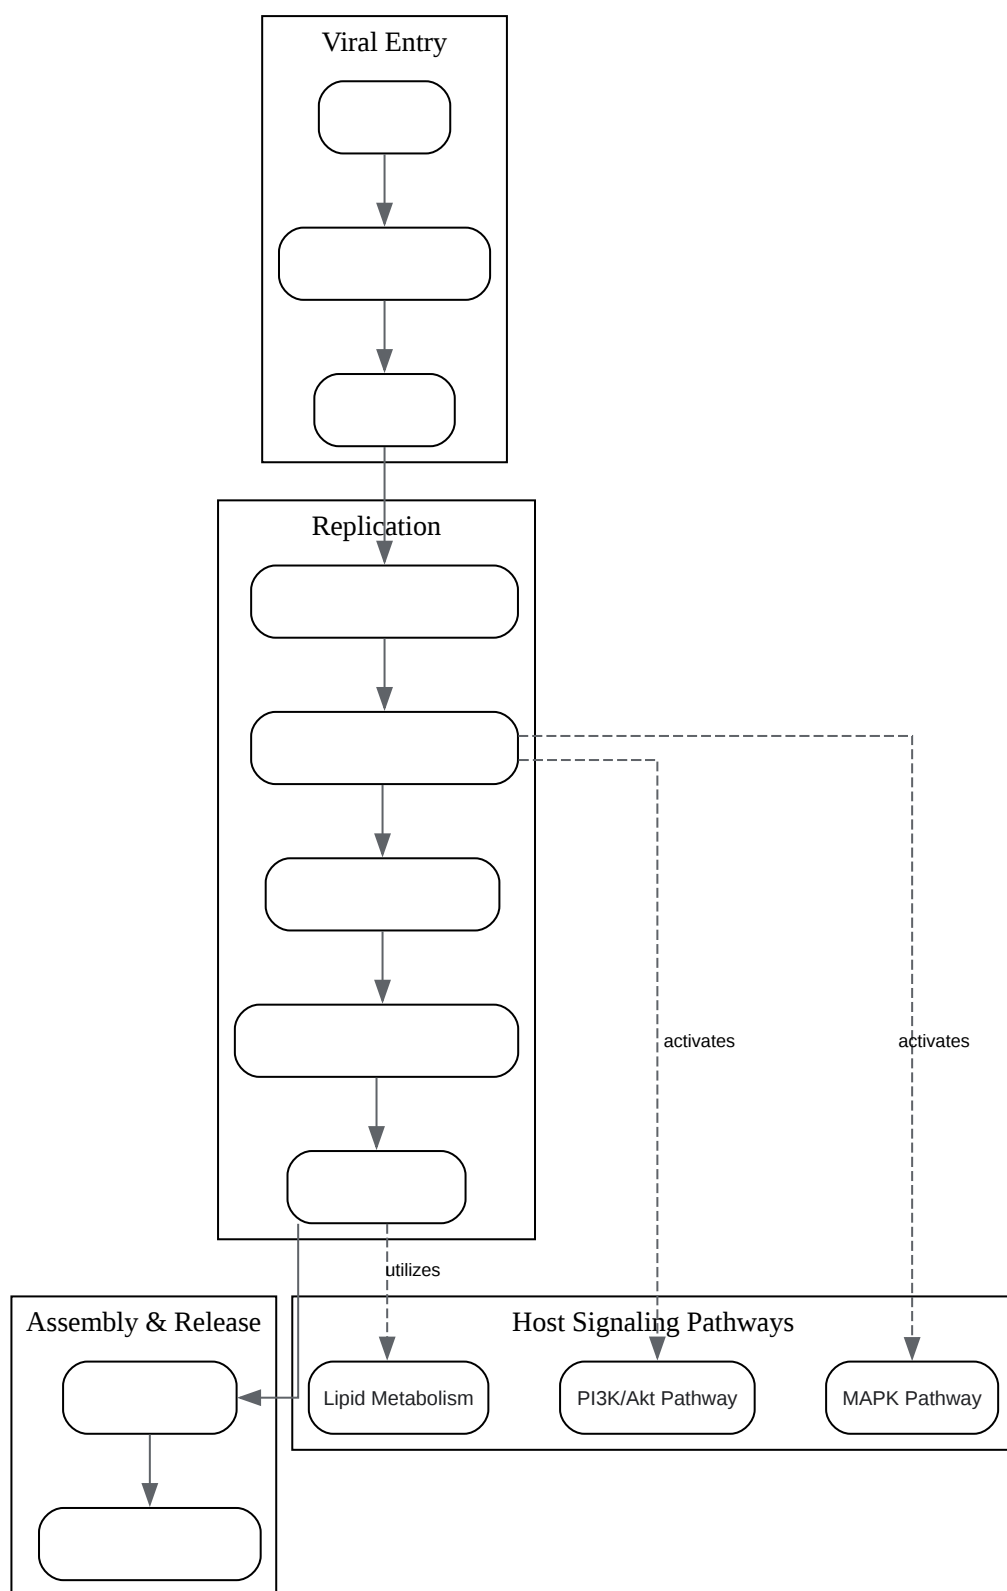 Viral Entry
Replication
activates
activates
utilizes
Assembly & Release
Host Signaling Pathways
Lipid Metabolism
PI3K/Akt Pathway
MAPK Pathway